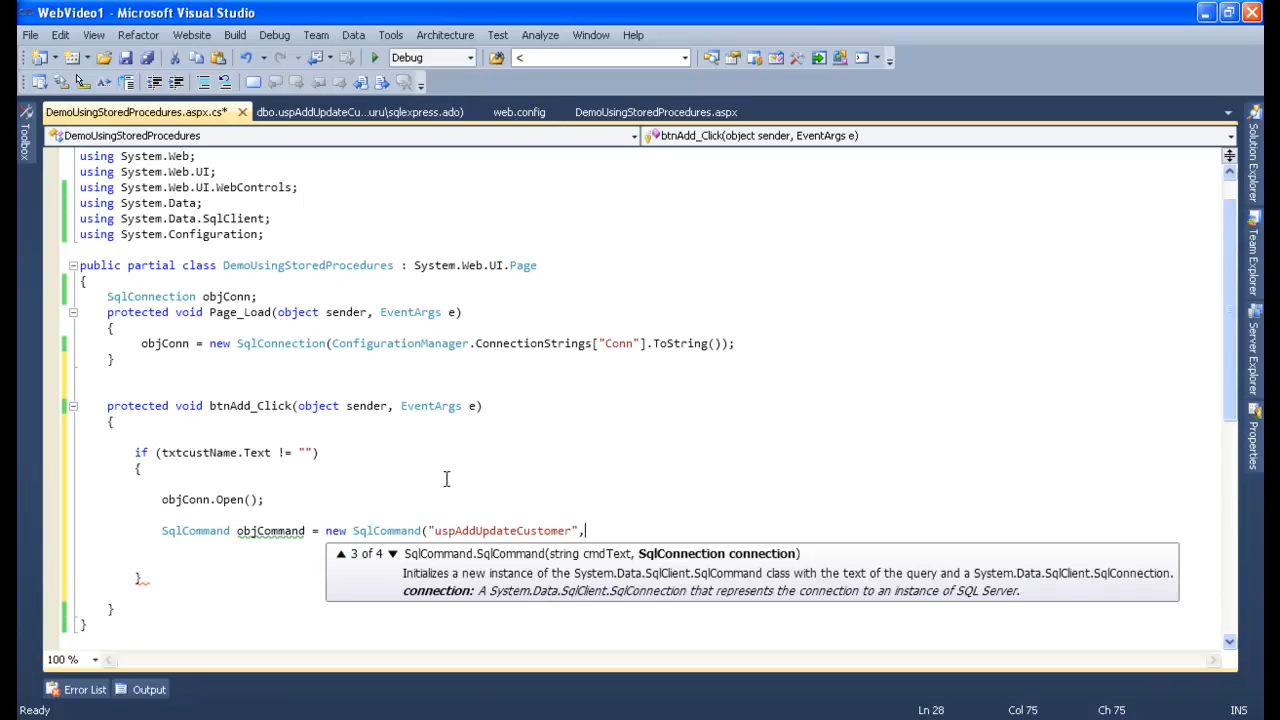 WebVideo1 - Microsoft Visual Studio
File Edit View Refactor Website Build Debug Team Data Tools Architecture Test Analyze Window Help
Debug <
DemoUsingStoredProcedures.aspx.cs* dbo.uspAddUpdateCu...uru\sqlexpress.ado) web.config DemoUsingStoredProcedures.aspx
DemoUsingStoredProcedures btnAdd_Click(object sender, EventArgs e)
Toolbox
Solution Explorer
Team Explorer
Server Explorer
Properties
using System.Web;
using System.Web.UI;
using System.Web.UI.WebControls;
using System.Data;
using System.Data.SqlClient;
using System.Configuration;
public partial class DemoUsingStoredProcedures : System.Web.UI.Page
{
SqlConnection objConn;
protected void Page_Load(object sender, EventArgs e)
{
objConn = new SqlConnection(ConfigurationManager.ConnectionStrings["Conn"].ToString());
}
protected void btnAdd_Click(object sender, EventArgs e)
{
if (txtcustName.Text != "")
{
objConn.Open();
SqlCommand objCommand = new SqlCommand("uspAddUpdateCustomer",
3 of 4 SqlCommand.SqlCommand(string cmdText, SqlConnection connection)
Initializes a new instance of the System.Data.SqlClient.SqlCommand class with the text of the query and a System.Data.SqlClient.SqlConnection.
connection: A System.Data.SqlClient.SqlConnection that represents the connection to an instance of SQL Server.
}
}
}
100 %
Error List Output
Ready Ln 28 Col 75 Ch 75 INS